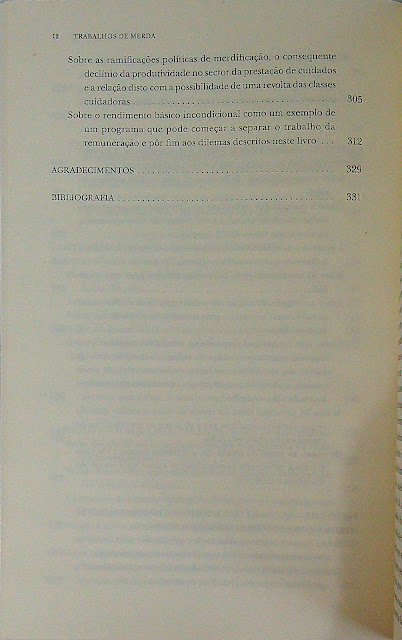 12 TRABALHOS DE MERDA
Sobre as ramificações políticas de merdificação, o consequente
declínio da produtividade no sector da prestação de cuidados
e a relação disto com a possibilidade de uma revolta das classes
cuidadoras ........................................ 305
Sobre o rendimento básico incondicional como um exemplo de
um programa que pode começar a separar o trabalho da
remuneração e pôr fim aos dilemas descritos neste livro ... 312
AGRADECIMENTOS ........................................ 329
BIBLIOGRAFIA ........................................ 331